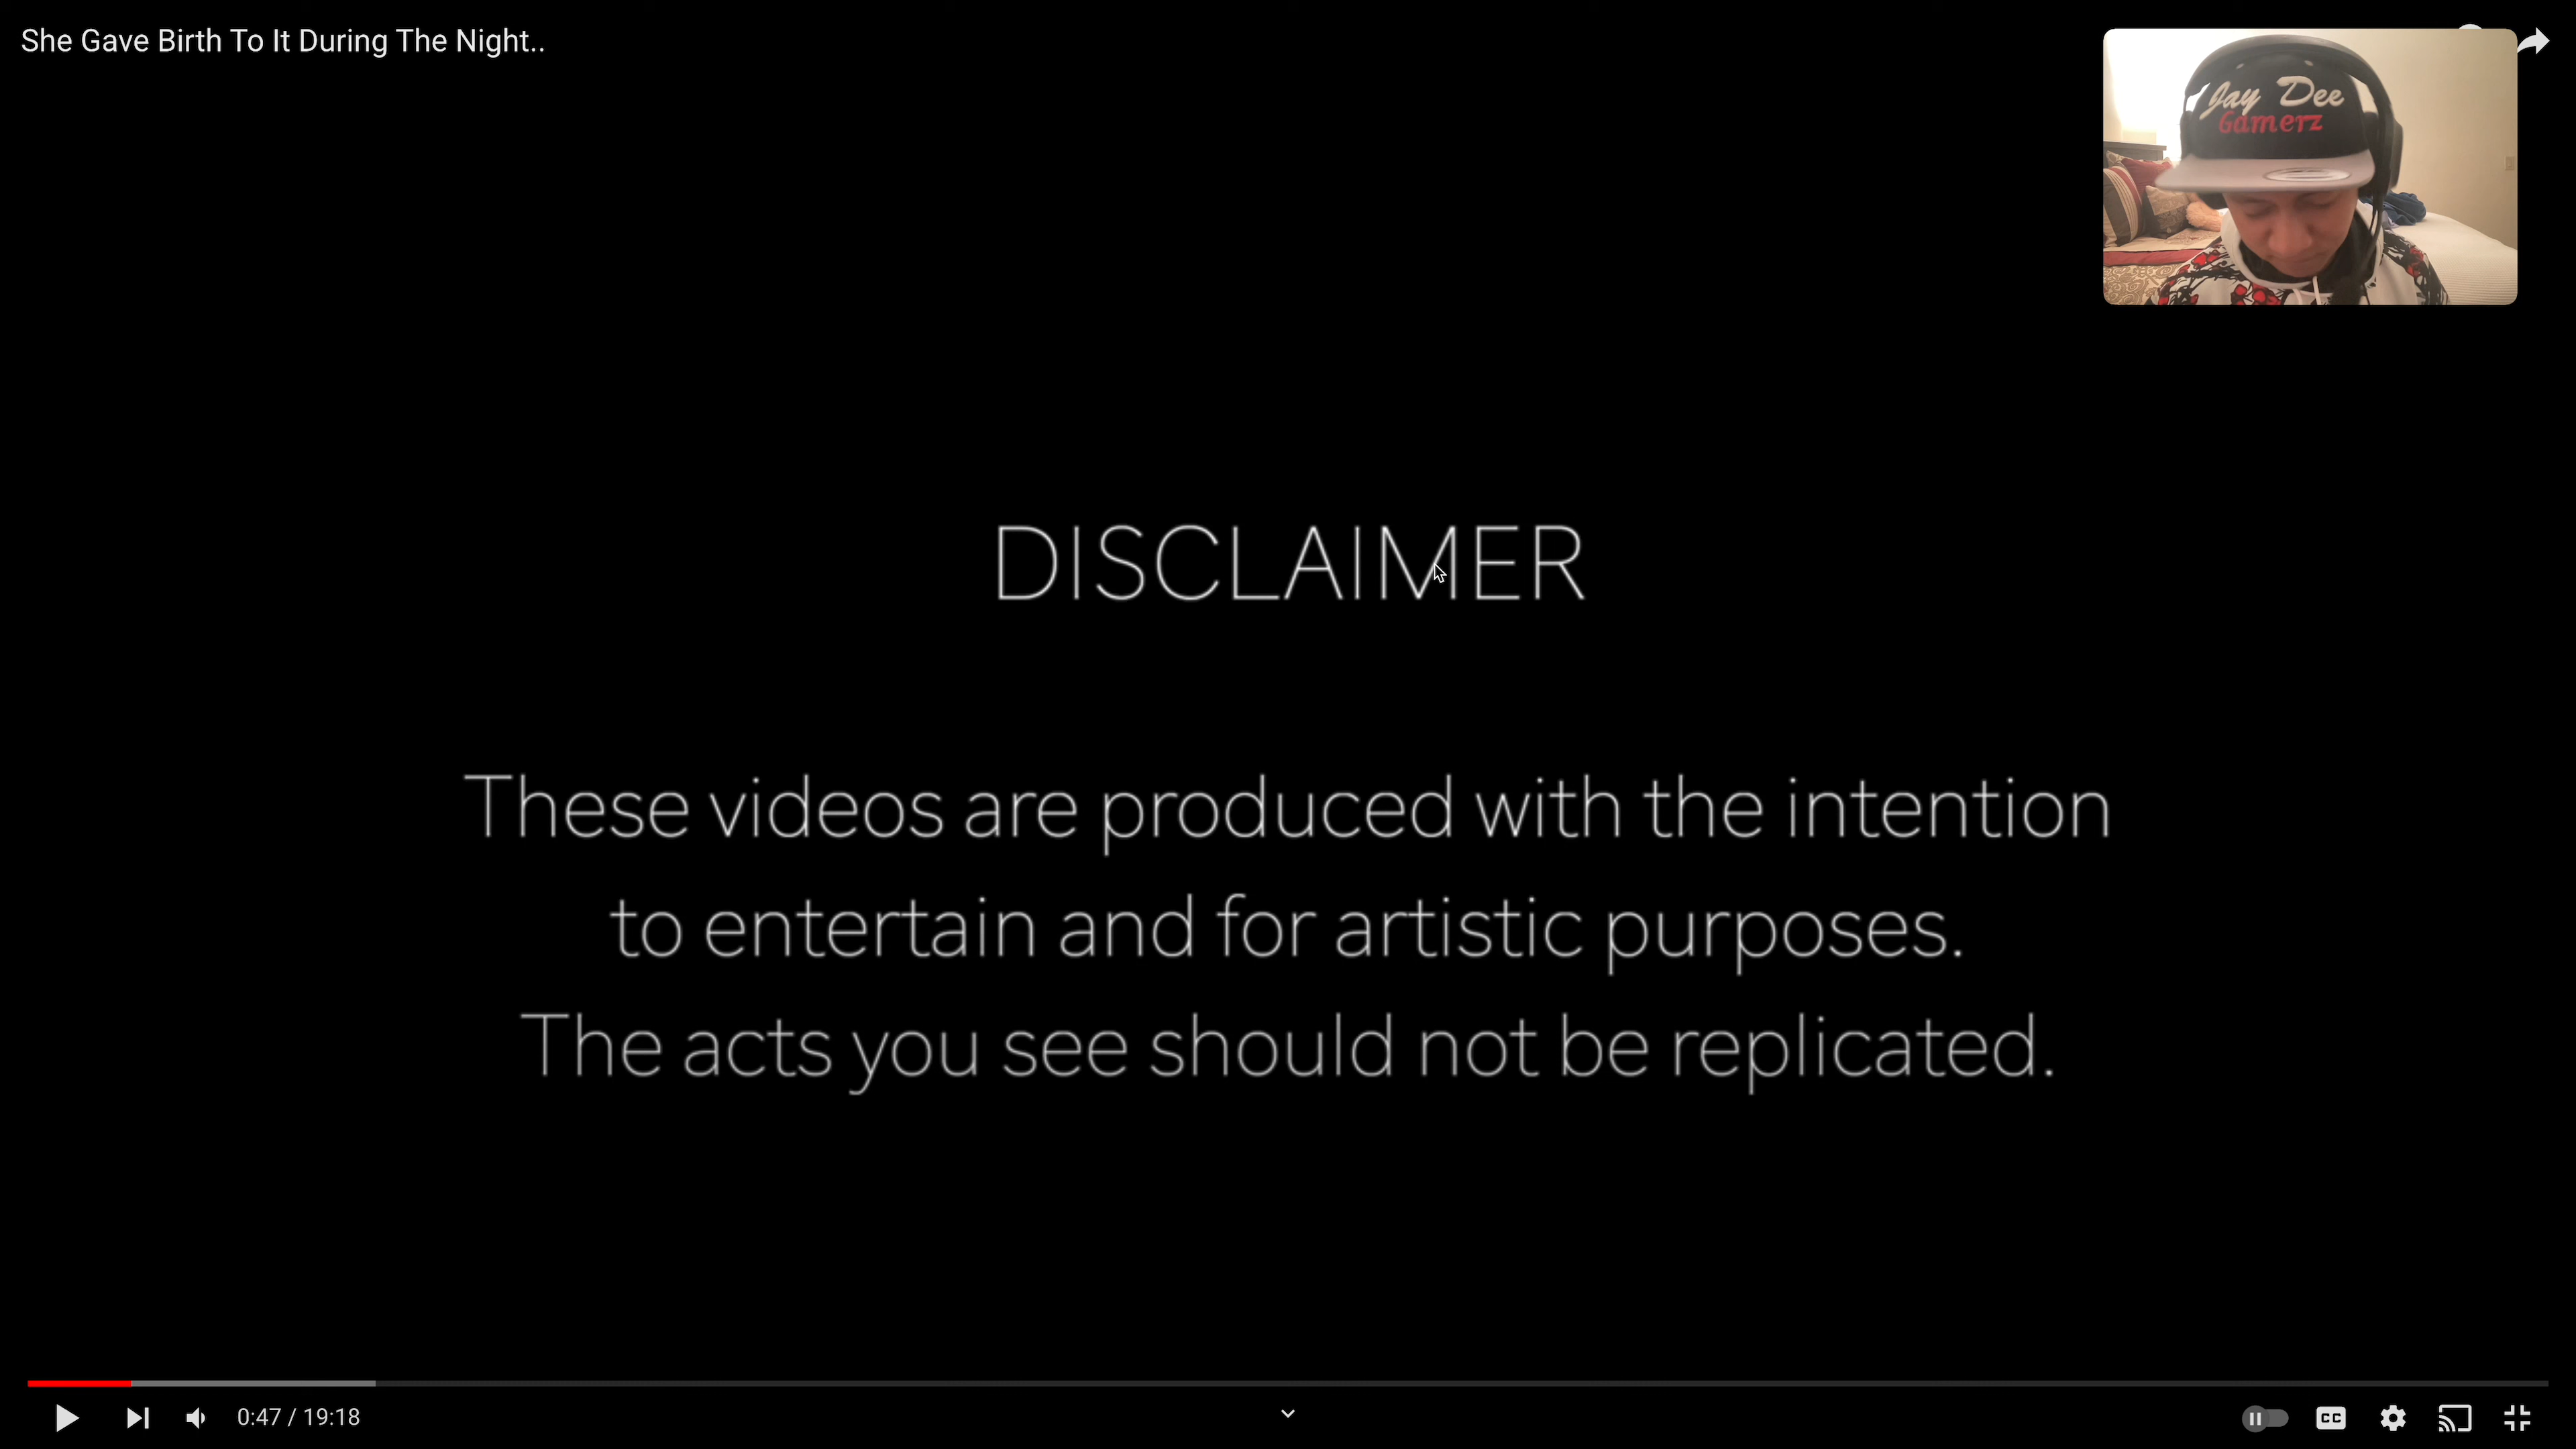 She Gave Birth To It During The Night..
Jay Dee
Gamerz
DISCLAIMER
These videos are produced with the intention
to entertain and for artistic purposes.
The acts you see should not be replicated.
0:47 / 19:18
CC